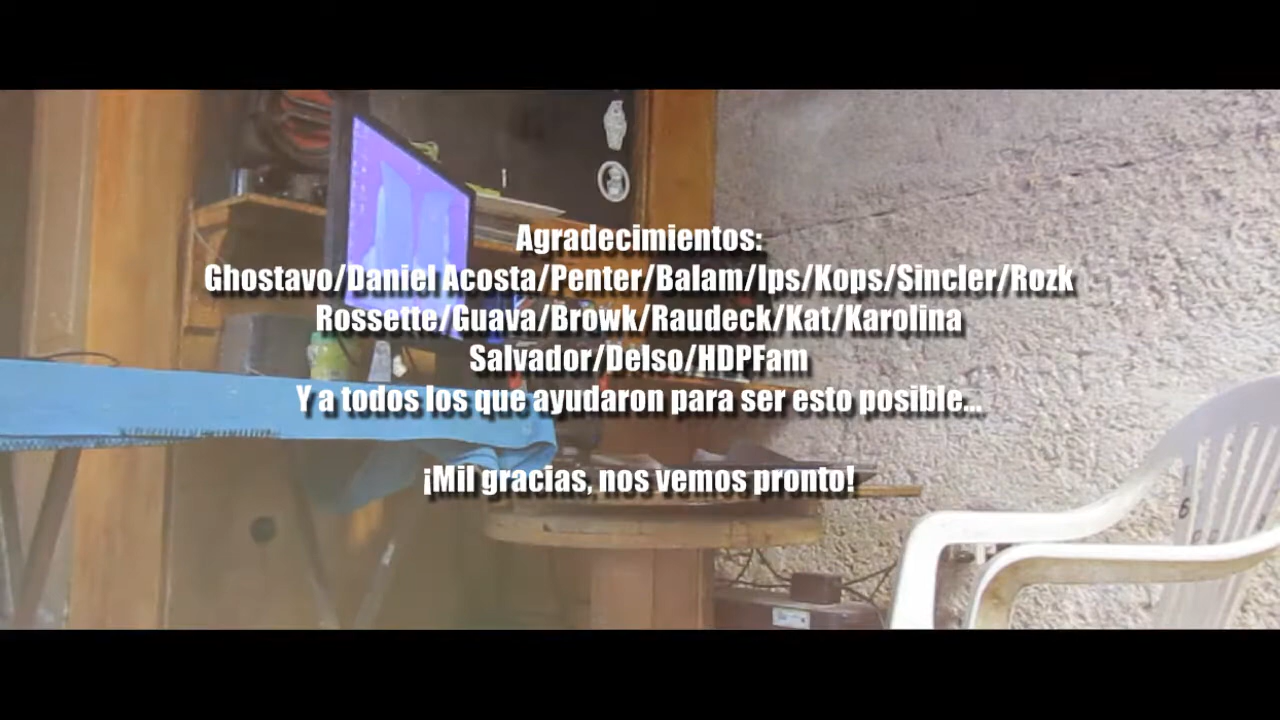 Agradecimientos:
Ghostavo/Daniel Acosta/Penter/Balam/Ips/Kops/Sincler/Rozk
Rossette/Guava/Browk/Raudeck/Kat/Karolina
Salvador/Delso/HDPFam
Y a todos los que ayudaron para ser esto posible...
¡Mil gracias, nos vemos pronto!